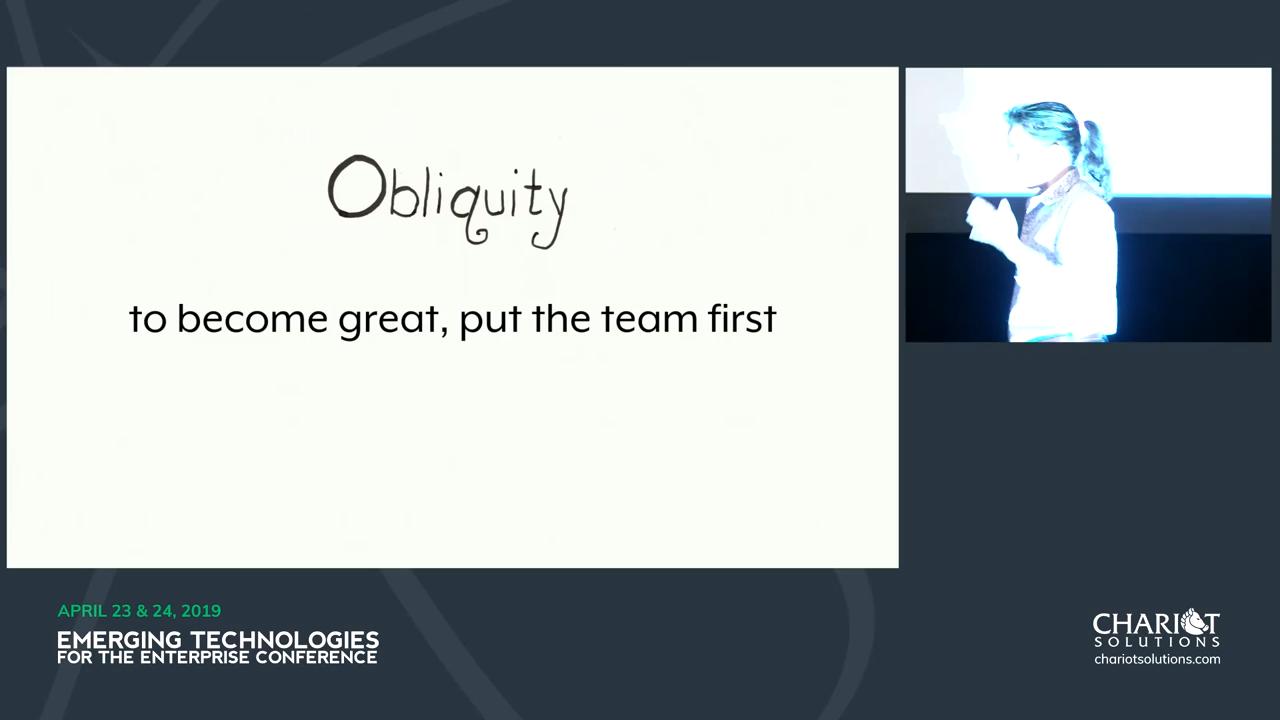 Obliquity
to become great, put the team first
APRIL 23 & 24, 2019
EMERGING TECHNOLOGIES
FOR THE ENTERPRISE CONFERENCE
CHARIOT
SOLUTIONS
chariotsolutions.com